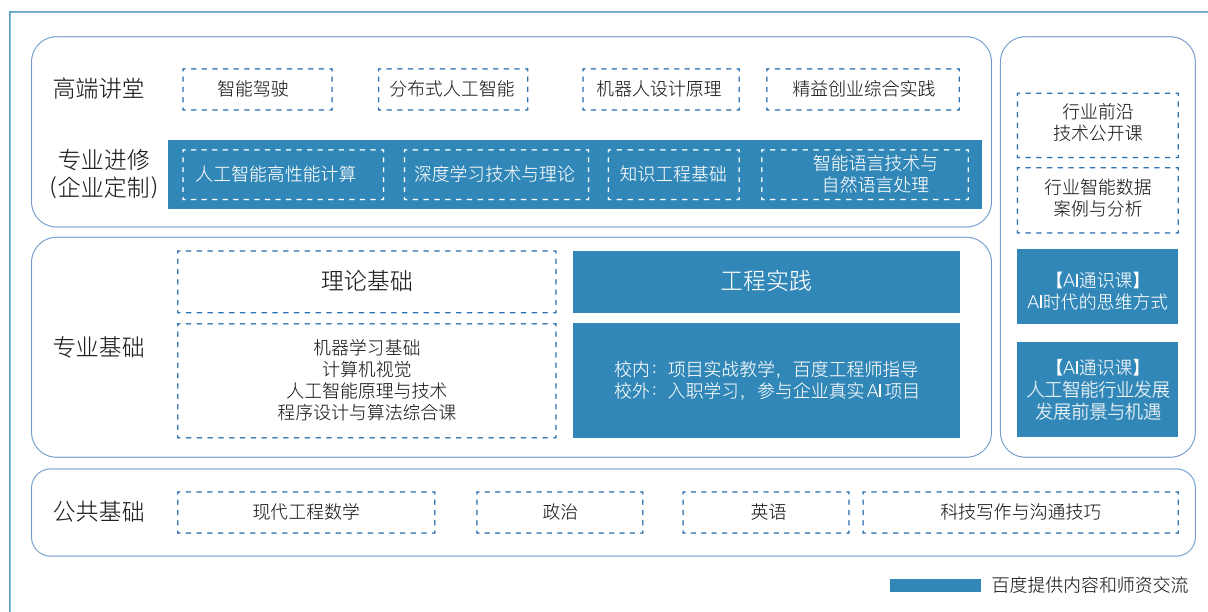 高端讲堂
智能驾驶
分布式人工智能
机器人设计原理
精益创业综合实践
专业进修
(企业定制)
人工智能高性能计算
深度学习技术与理论
知识工程基础
智能语言技术与
自然语言处理
专业基础
理论基础
机器学习基础
计算机视觉
人工智能原理与技术
程序设计与算法综合课
工程实践
校内：项目实战教学，百度工程师指导
校外：入职学习，参与企业真实AI项目
行业前沿
技术公开课
行业智能数据
案例与分析
【AI通识课】
AI时代的思维方式
【AI通识课】
人工智能行业发展
发展前景与机遇
公共基础
现代工程数学
政治
英语
科技写作与沟通技巧
百度提供内容和师资交流